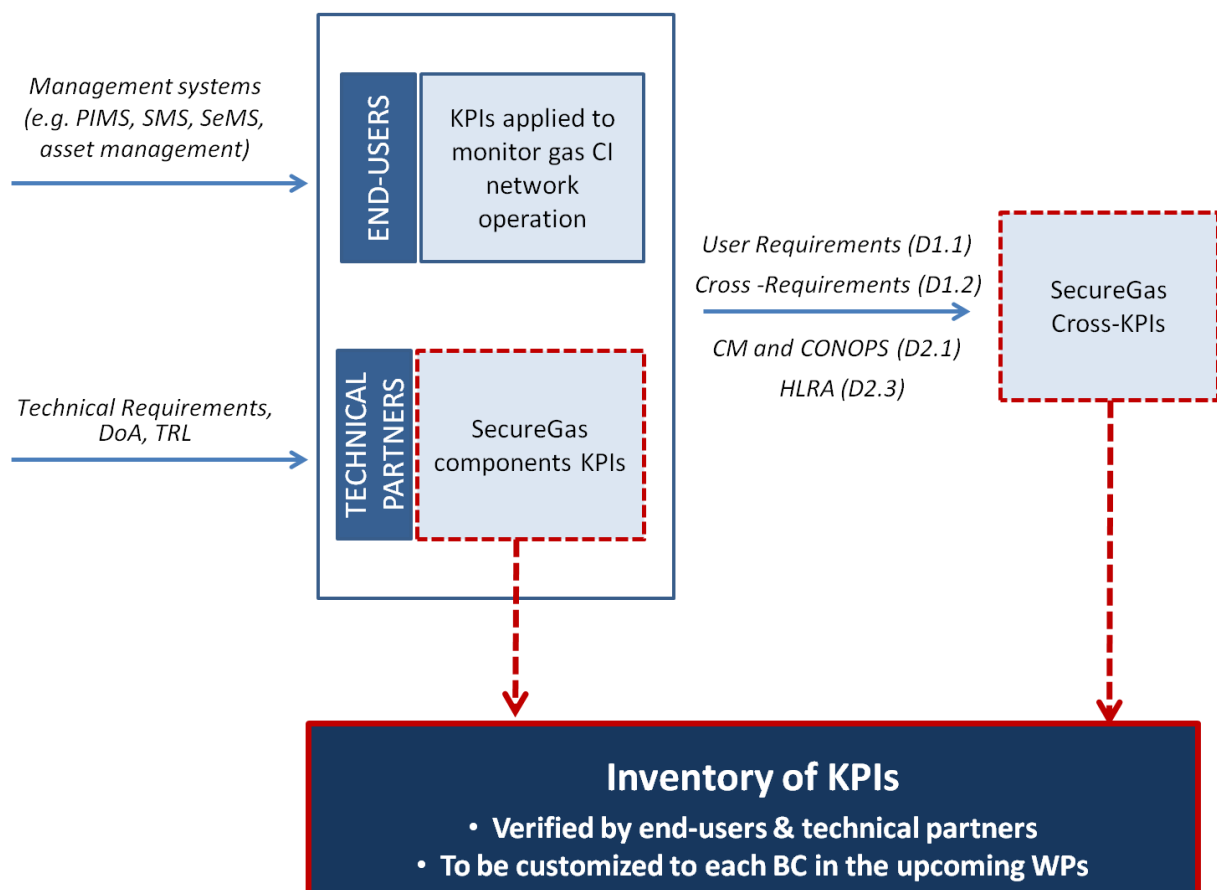 Management systems
(e.g. PIMS, SMS, SeMS,
asset management)
END-USERS
KPIs applied to
monitor gas CI
network
operation
User Requirements (D1.1)
Cross -Requirements (D1.2)
CM and CONOPS (D2.1)
HLRA (D2.3)
SecureGas
Cross-KPIs
Technical Requirements,
DoA, TRL
TECHNICAL
PARTNERS
SecureGas
components KPIs
Inventory of KPIs
• Verified by end-users & technical partners
• To be customized to each BC in the upcoming WPs